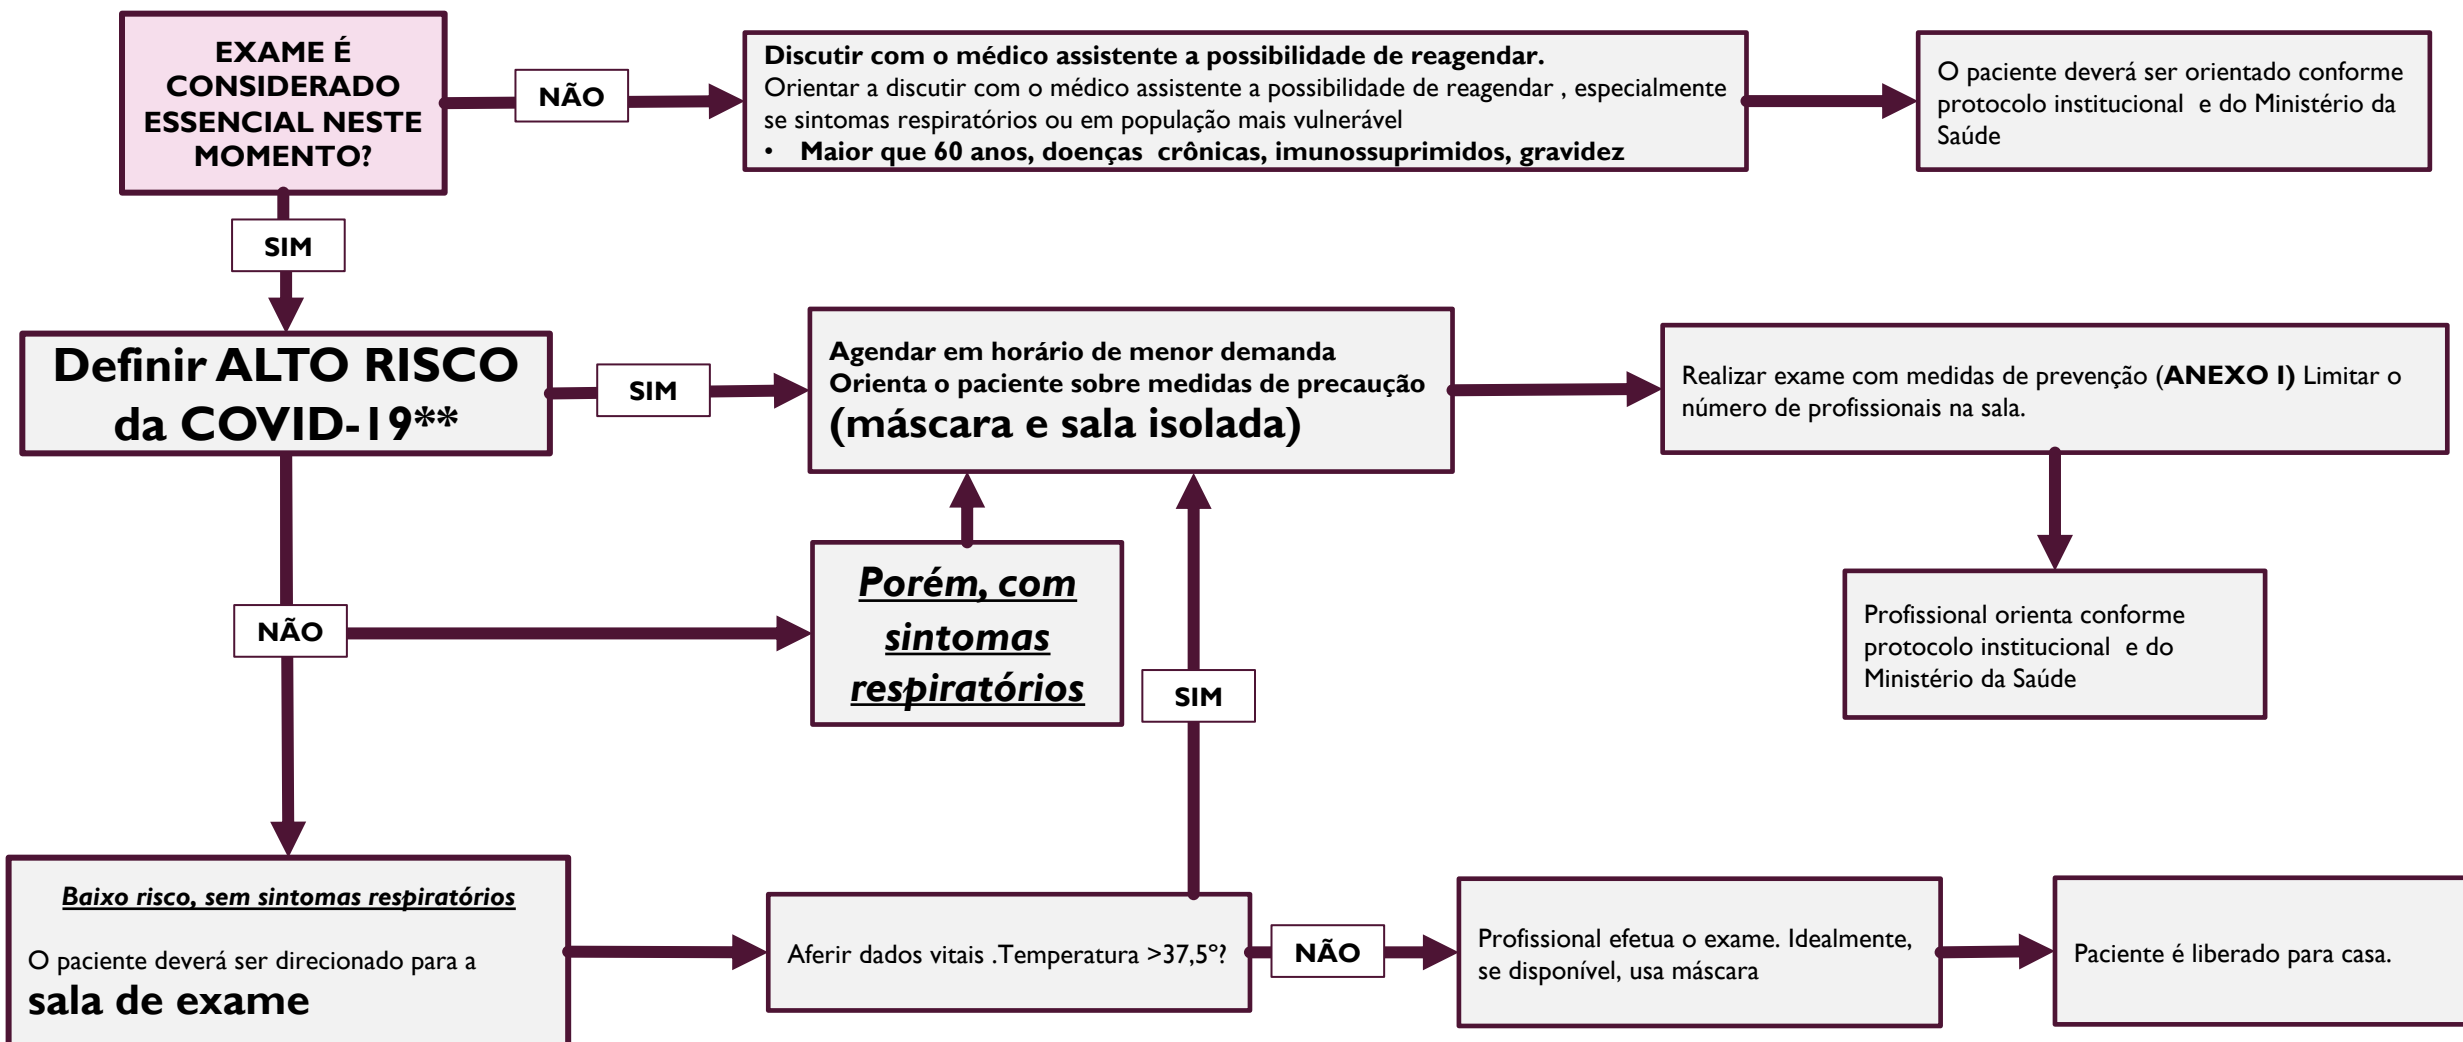 EXAME É
CONSIDERADO
ESSENCIAL NESTE
MOMENTO?
NÃO
Discutir com o médico assistente a possibilidade de reagendar.
Orientar a discutir com o médico assistente a possibilidade de reagendar , especialmente
se sintomas respiratórios ou em população mais vulnerável
• Maior que 60 anos, doenças crônicas, imunossuprimidos, gravidez
O paciente deverá ser orientado conforme
protocolo institucional e do Ministério da
Saúde
SIM
Definir ALTO RISCO
da COVID-19**
SIM
Agendar em horário de menor demanda
Orienta o paciente sobre medidas de precaução
(máscara e sala isolada)
Realizar exame com medidas de prevenção (ANEXO I) Limitar o
número de profissionais na sala.
NÃO
Porém, com
sintomas
respiratórios
SIM
Profissional orienta conforme
protocolo institucional e do
Ministério da Saúde
Baixo risco, sem sintomas respiratórios
O paciente deverá ser direcionado para a
sala de exame
Aferir dados vitais .Temperatura >37,5º?
NÃO
Profissional efetua o exame. Idealmente,
se disponível, usa máscara
Paciente é liberado para casa.